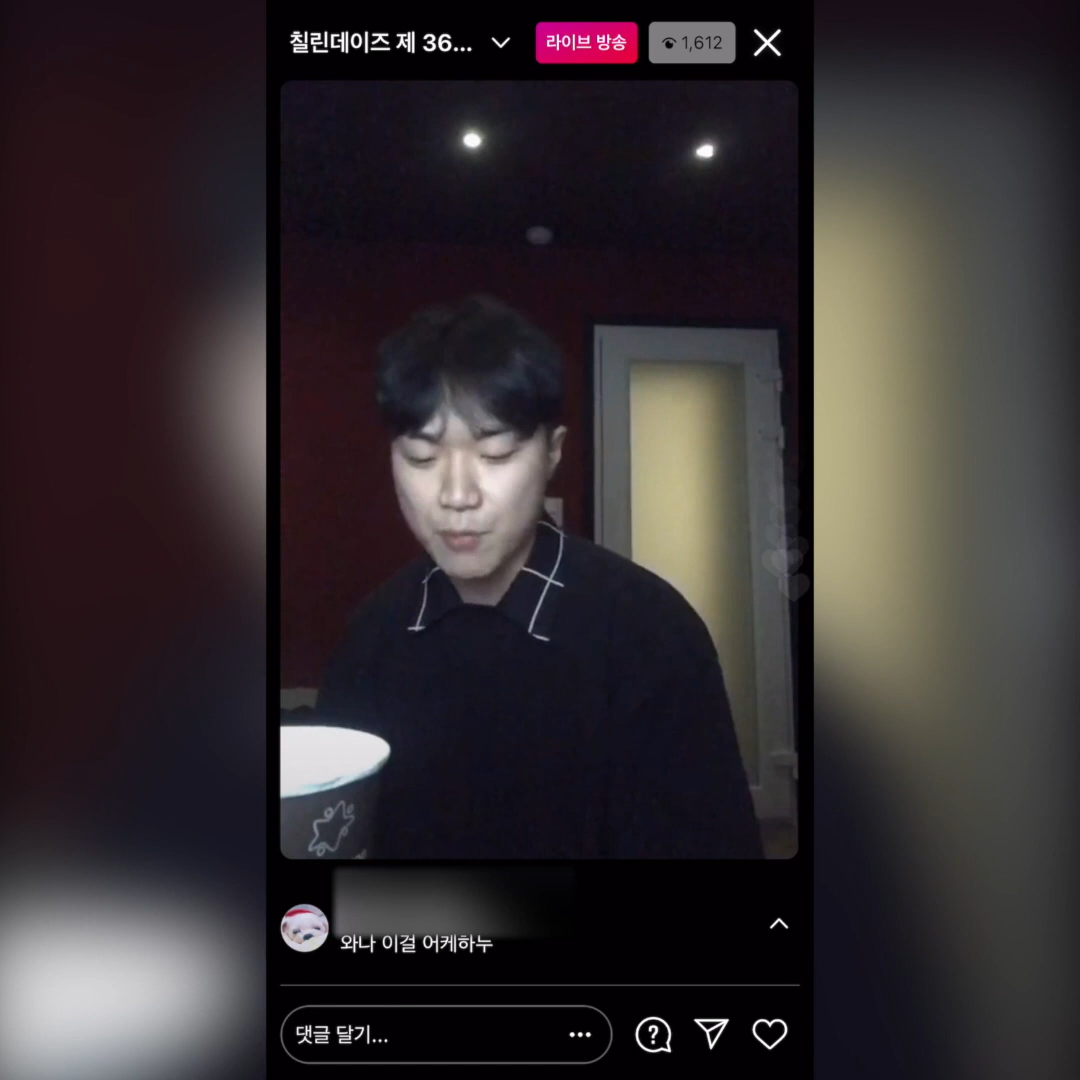 칠린데이즈 제 36...
라이브 방송
1,612
와나 이걸 어케하누
댓글 달기...